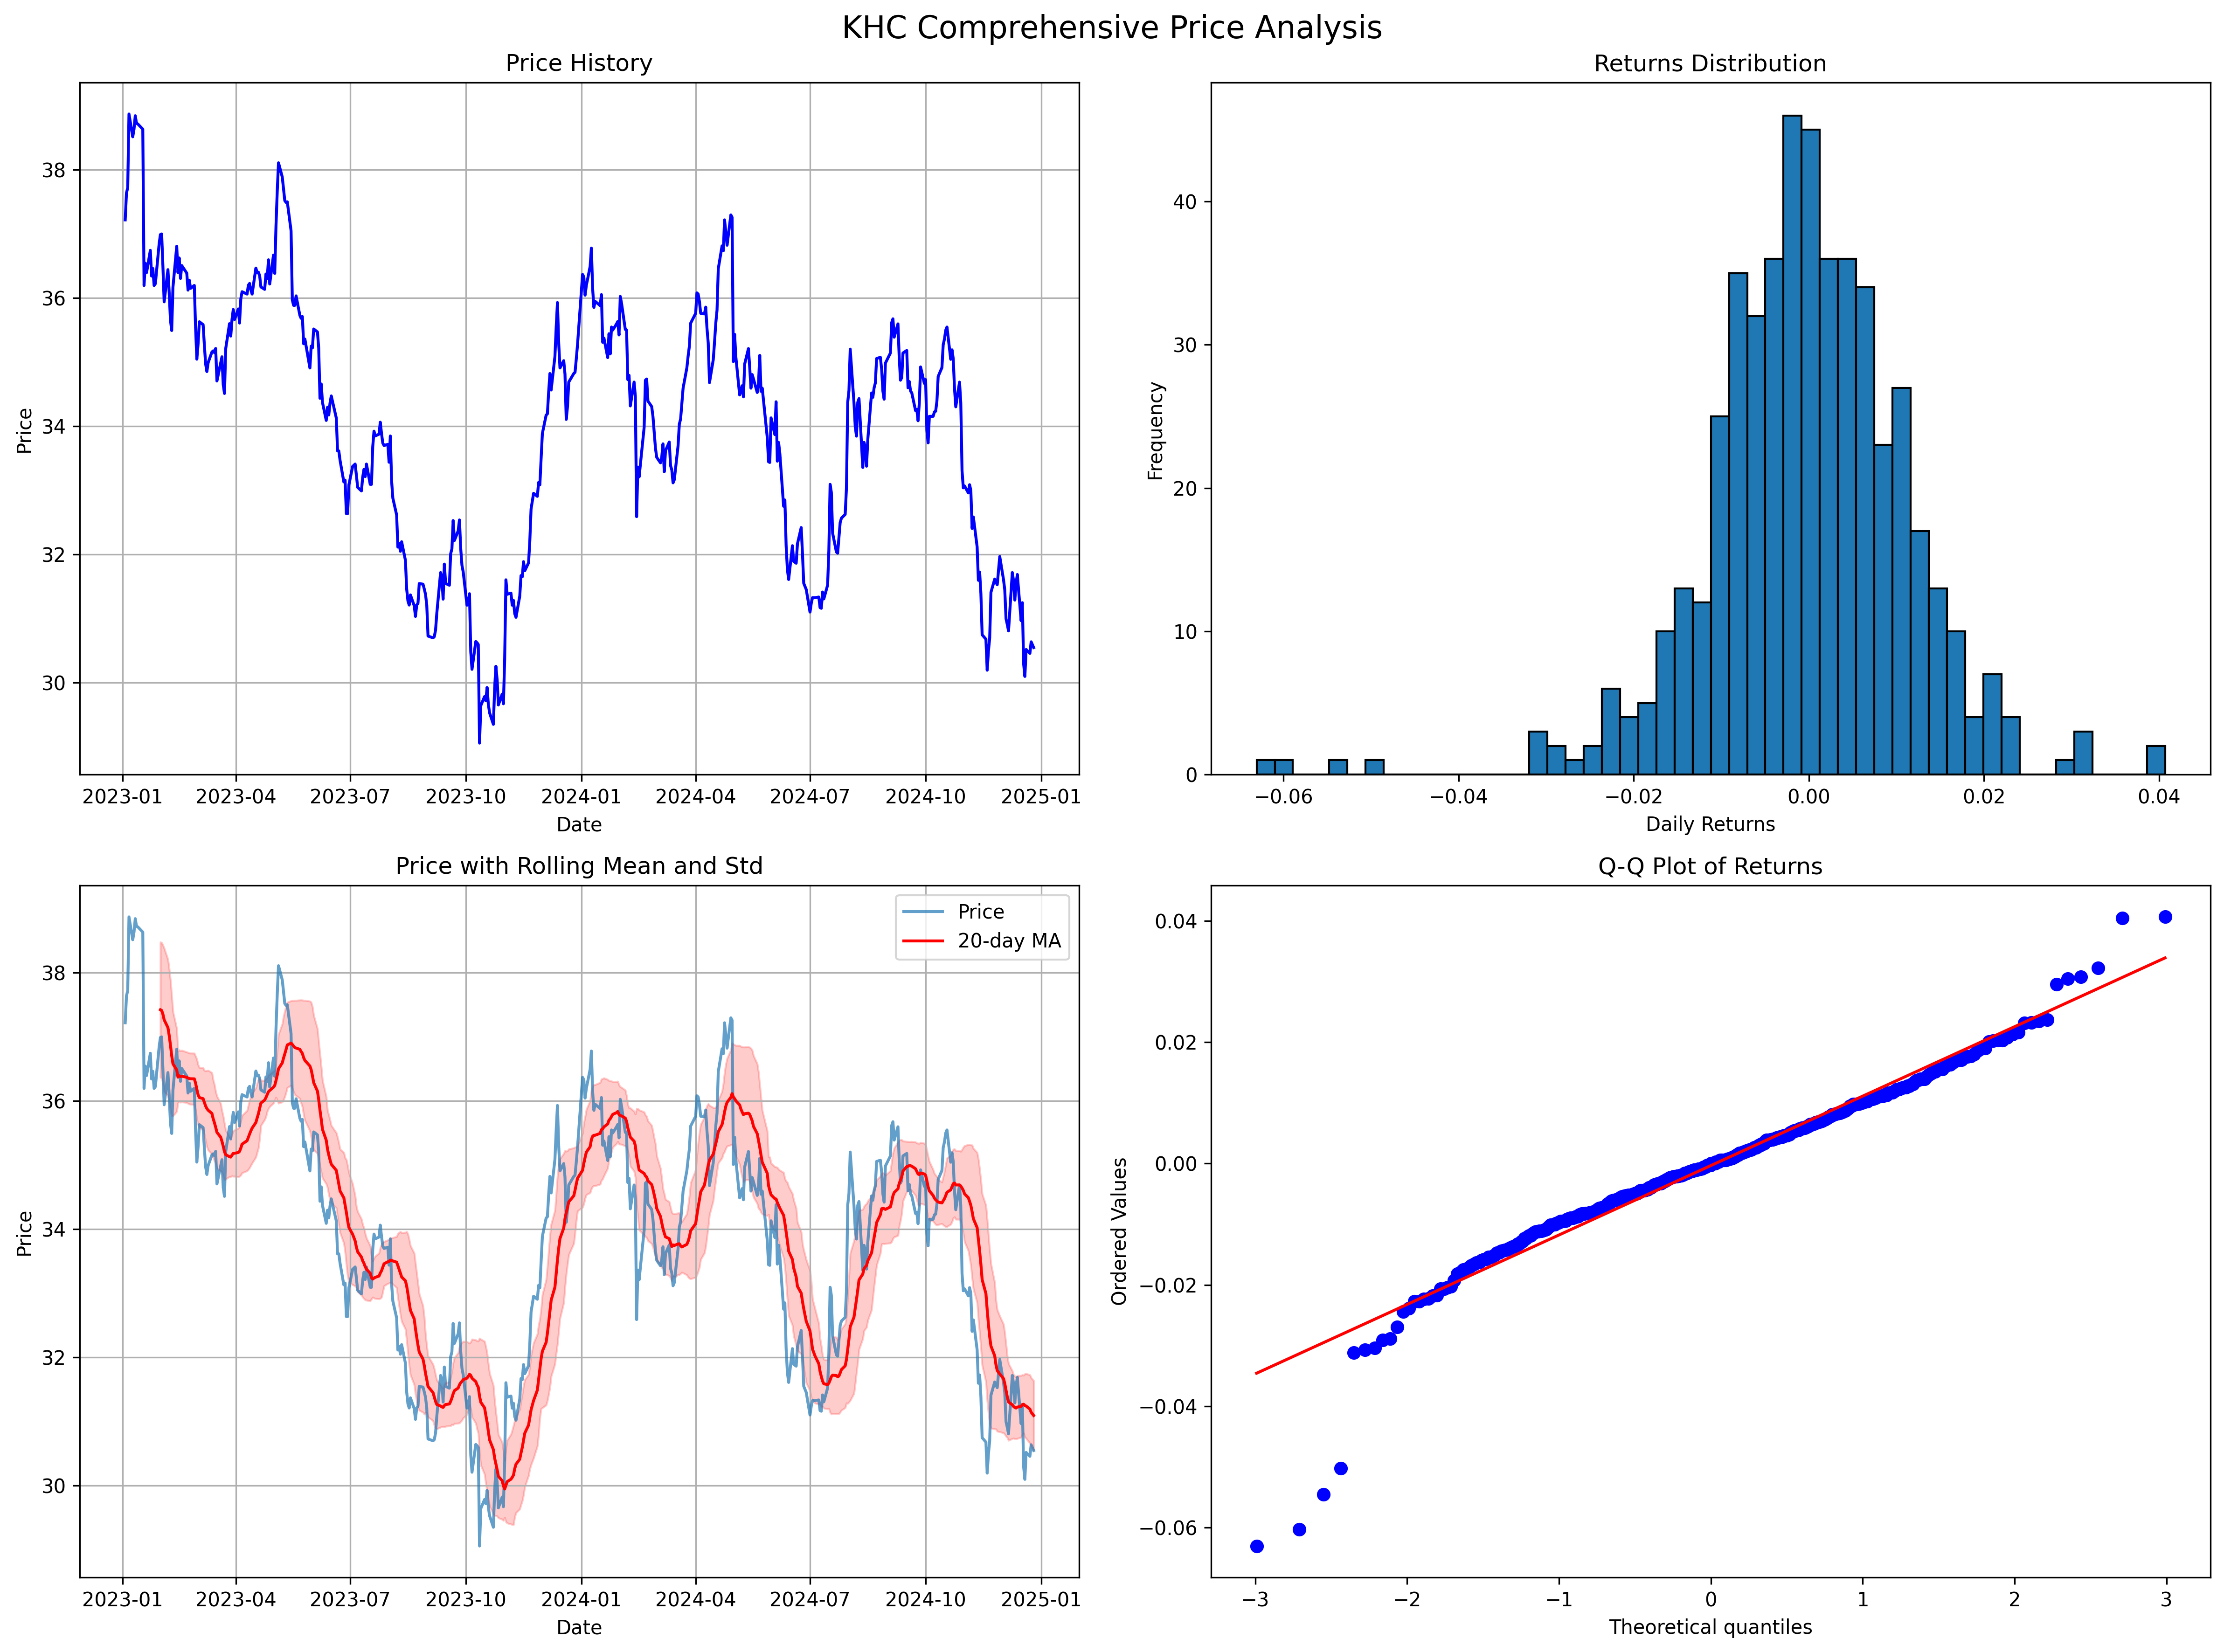 KHC Comprehensive Price Analysis
Price History
Price
38
36
34
32
30
2023-01 2023-04 2023-07 2023-10 2024-01 2024-04 2024-07 2024-10 2025-01
Date
Returns Distribution
Frequency
40
30
20
10
0
−0.06 −0.04 −0.02 0.00 0.02 0.04
Daily Returns
Price with Rolling Mean and Std
Price
20-day MA
Price
38
36
34
32
30
2023-01 2023-04 2023-07 2023-10 2024-01 2024-04 2024-07 2024-10 2025-01
Date
Q-Q Plot of Returns
Ordered Values
0.04
0.02
0.00
−0.02
−0.04
−0.06
−3 −2 −1 0 1 2 3
Theoretical quantiles